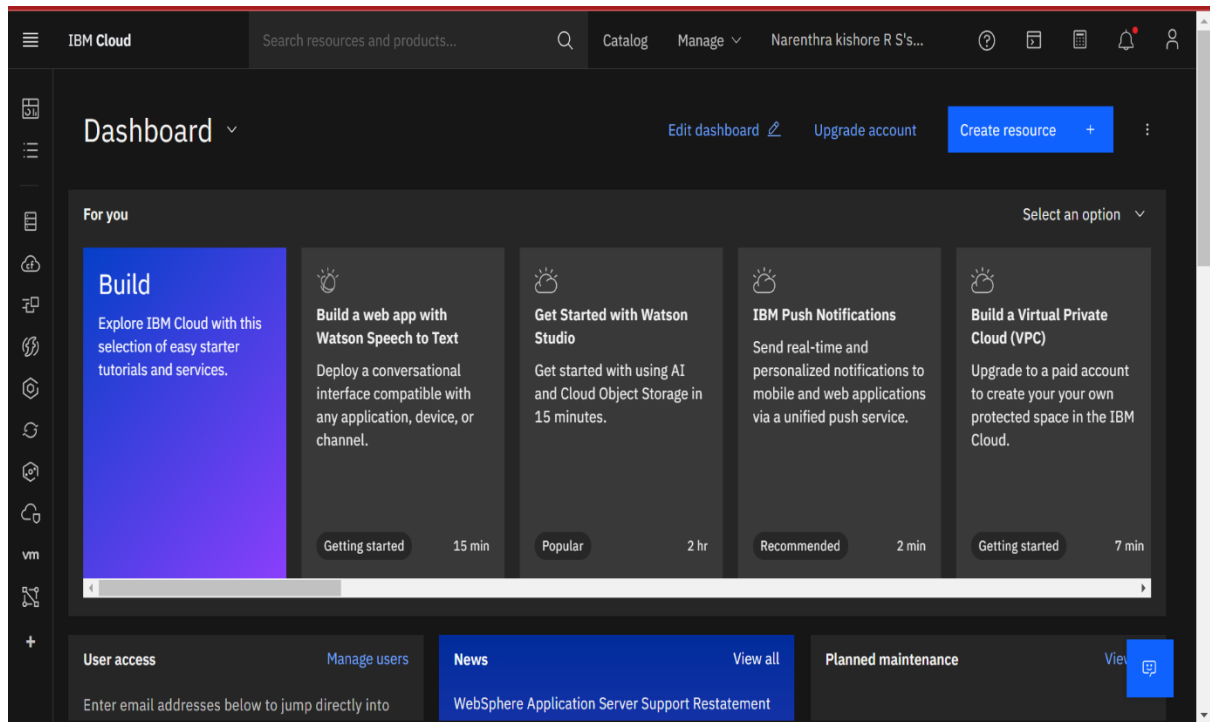 IBM Cloud
Search resources and products...
Catalog
Manage
Narenthra kishore R S's...
Dashboard
Edit dashboard
Upgrade account
Create resource +
For you
Select an option
Build
Explore IBM Cloud with this
selection of easy starter
tutorials and services.
Build a web app with
Watson Speech to Text
Deploy a conversational
interface compatible with
any application, device, or
channel.
Getting started 15 min
Get Started with Watson
Studio
Get started with using AI
and Cloud Object Storage in
15 minutes.
Popular 2 hr
IBM Push Notifications
Send real-time and
personalized notifications to
mobile and web applications
via a unified push service.
Recommended 2 min
Build a Virtual Private
Cloud (VPC)
Upgrade to a paid account
to create your your own
protected space in the IBM
Cloud.
Getting started 7 min
cf
vm
User access Manage users
Enter email addresses below to jump directly into
News View all
WebSphere Application Server Support Restatement
Planned maintenance